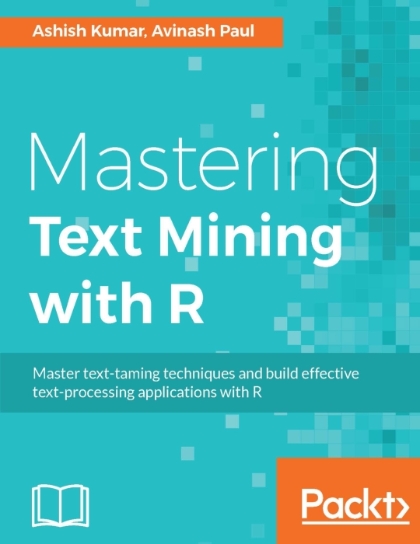 Ashish Kumar, Avinash Paul
Mastering
Text Mining
with R
Master text-taming techniques and build effective
text-processing applications with R
Packt>